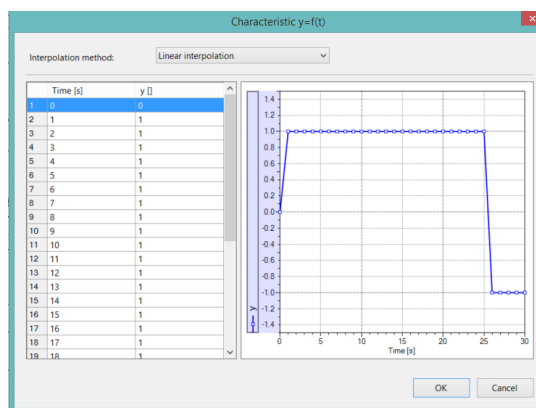 Characteristic y=f(t)
Interpolation method: Linear interpolation
Time [s] y []
1 0 0
2 1 1
3 2 1
4 3 1
5 4 1
6 5 1
7 6 1
8 7 1
9 8 1
10 9 1
11 10 1
12 11 1
13 12 1
14 13 1
15 14 1
16 15 1
17 16 1
18 17 1
19 18 1
1.4
1.2
1.0
0.8
0.6
0.4
0.2
0.0
-0.2
-0.4
-0.6
-0.8
-1.0
-1.2
-1.4
y
0 5 10 15 20 25 30
Time [s]
OK Cancel